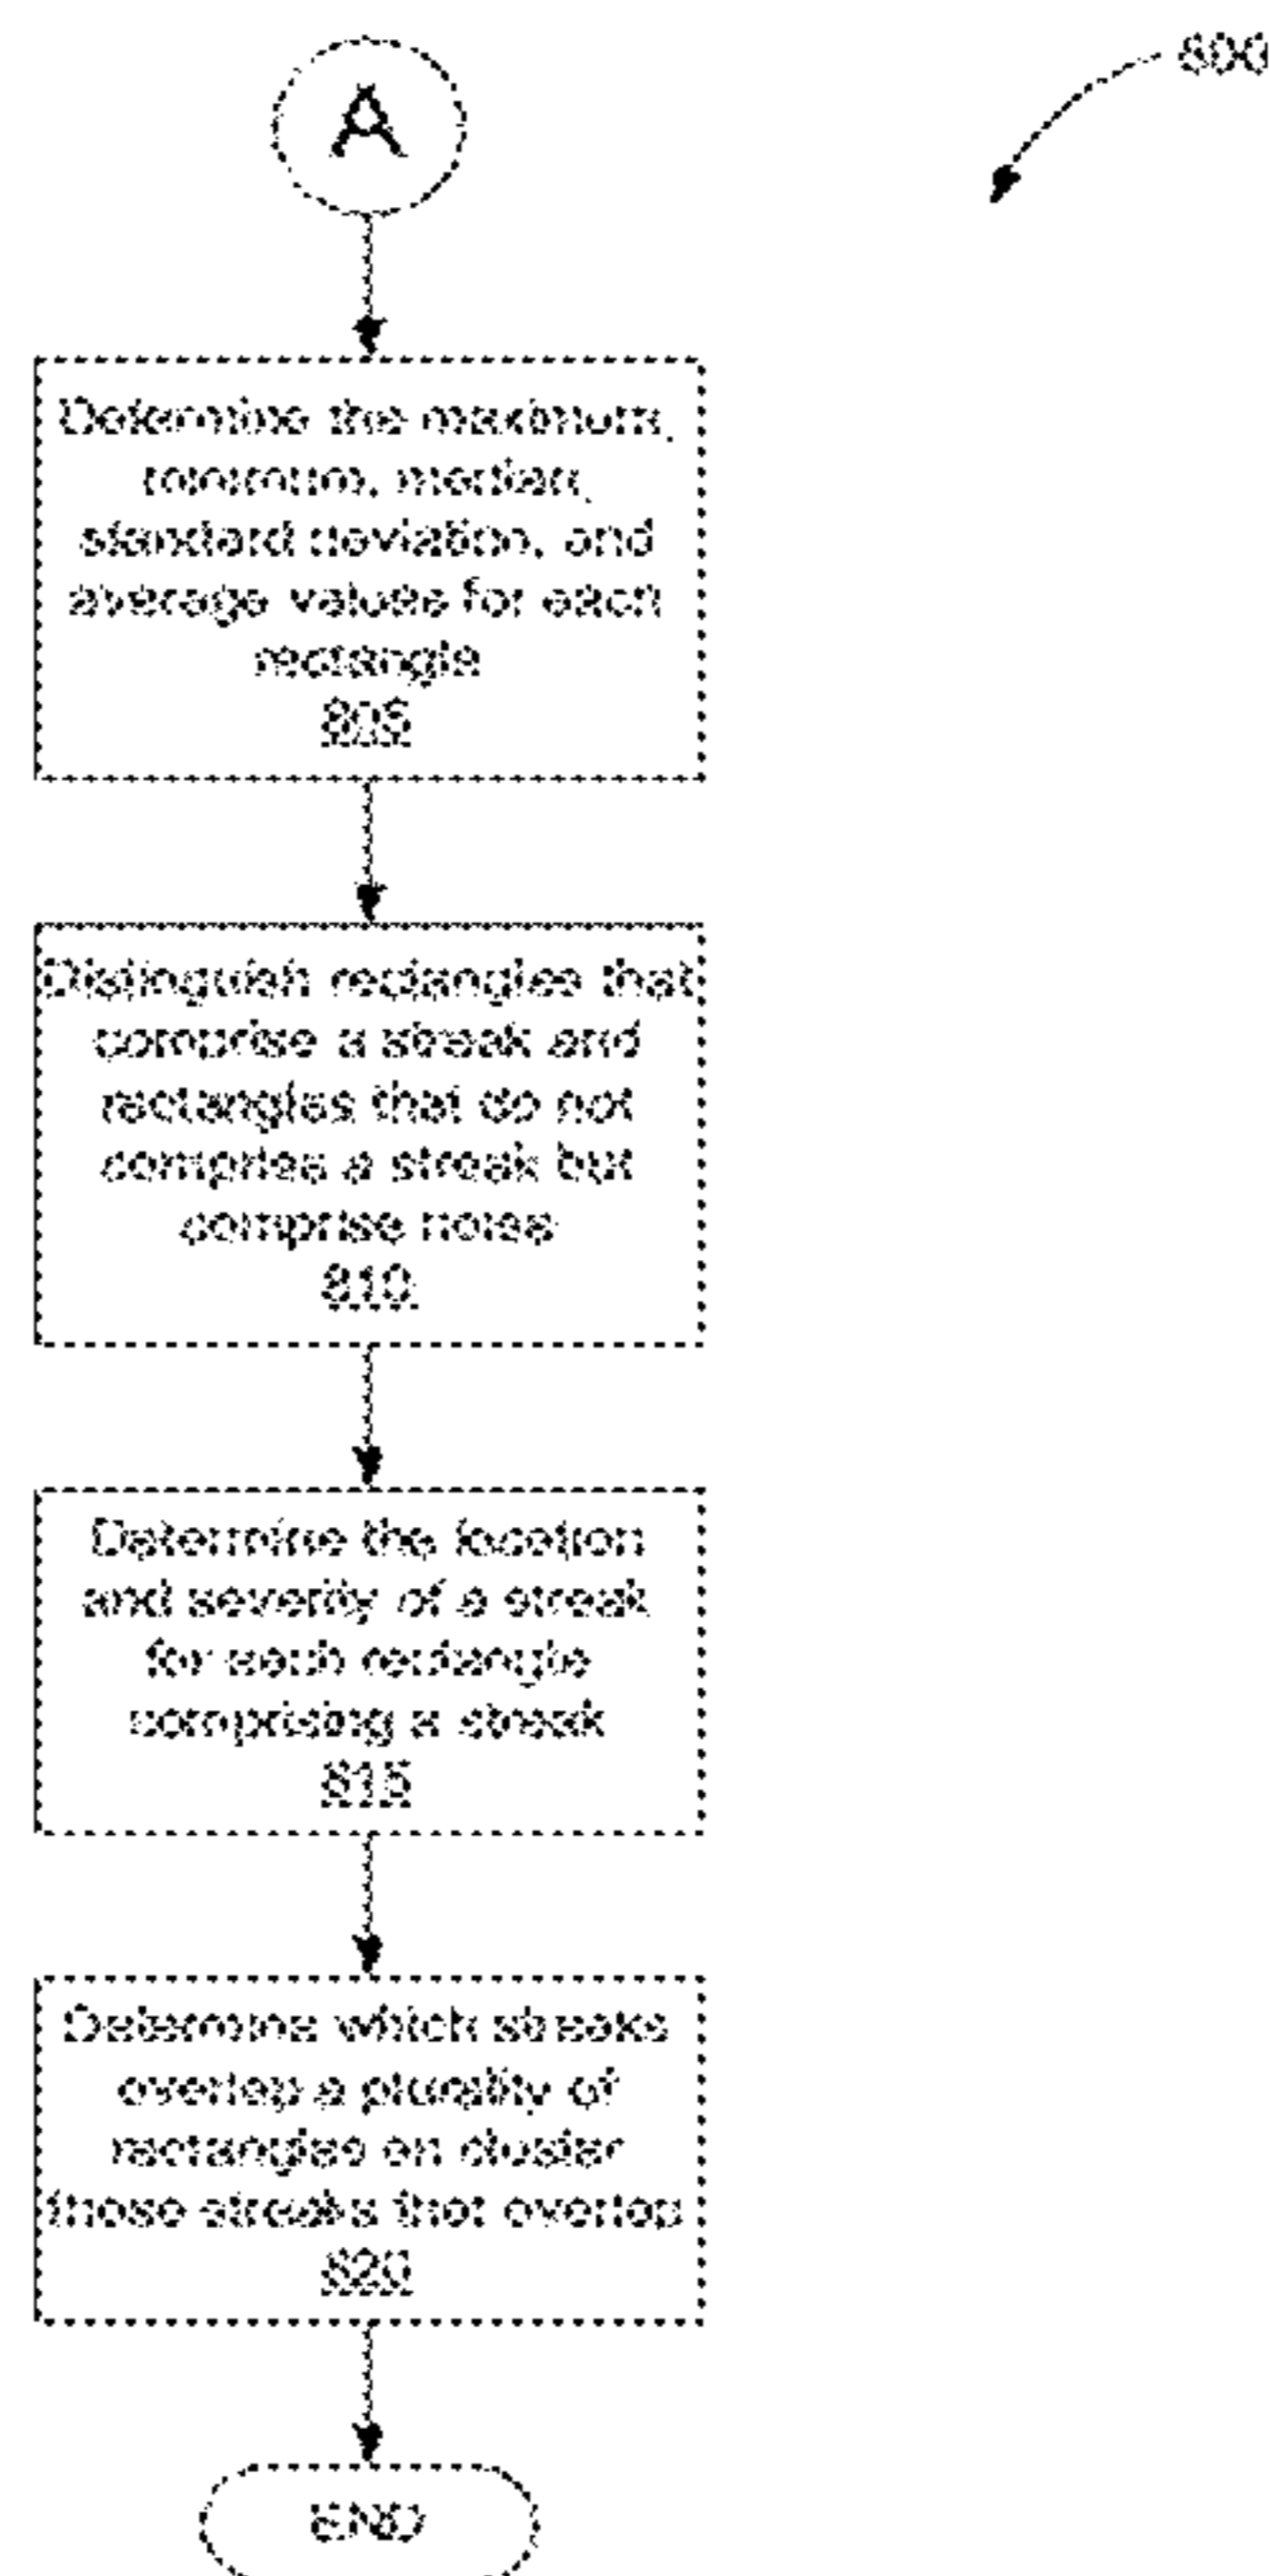 A
800
Determine the maximum,
minimum, median,
standard deviation, and
average values for each
rectangle
805
Distinguish rectangles that
comprise a streak and
rectangles that do not
comprise a streak but
comprise noise
810
Determine the location
and severity of a streak
for each rectangle
comprising a streak
815
Determine which streaks
overlap a plurality of
rectangles on cluster
those streaks that overlap
820
END